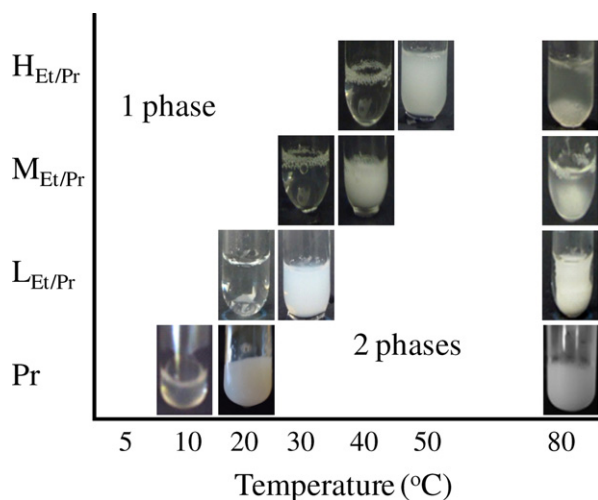 H_Et/Pr
1 phase
M_Et/Pr
L_Et/Pr
2 phases
Pr
5 10 20 30 40 50 80
Temperature (°C)